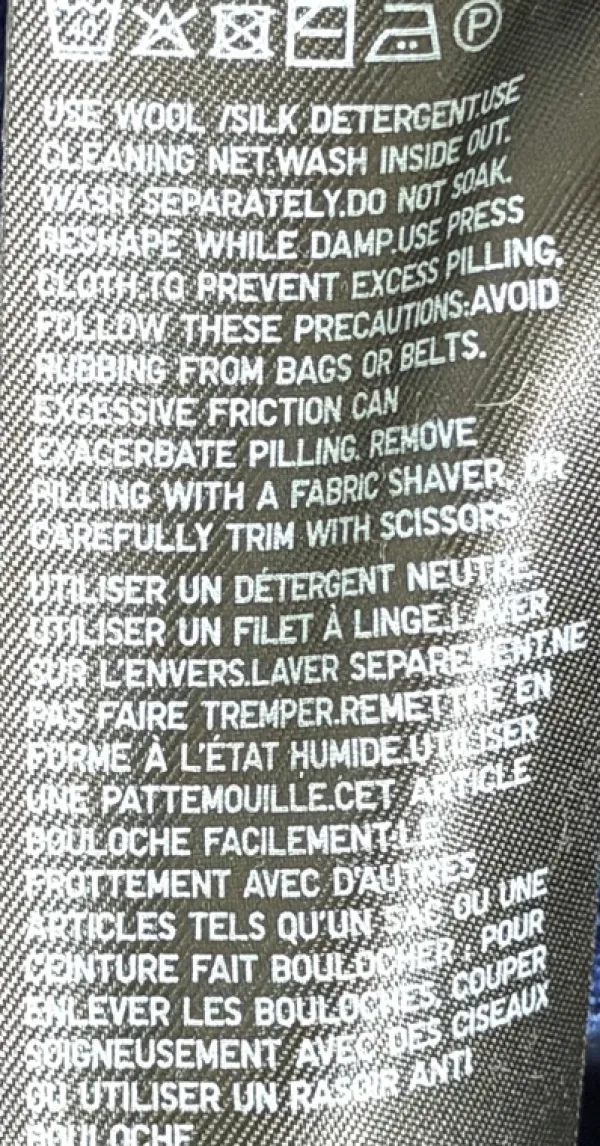 40 P
USE WOOL /SILK DETERGENT.USE
CLEANING NET.WASH INSIDE OUT.
WASH SEPARATELY.DO NOT SOAK.
RESHAPE WHILE DAMP.USE PRESS
CLOTH.TO PREVENT EXCESS PILLING,
FOLLOW THESE PRECAUTIONS:AVOID
RUBBING FROM BAGS OR BELTS.
EXCESSIVE FRICTION CAN
EXACERBATE PILLING. REMOVE
PILLING WITH A FABRIC SHAVER, OR
CAREFULLY TRIM WITH SCISSORS
UTILISER UN DÉTERGENT NEUTRE
UTILISER UN FILET À LINGE.LAVER
SUR L'ENVERS.LAVER SEPAREMENT.NE
PAS FAIRE TREMPER.REMETTRE EN
FORME À L'ÉTAT HUMIDE.UTILISER
UNE PATTEMOUILLE.CET ARTICLE
BOULOCHE FACILEMENT.LE
FROTTEMENT AVEC D'AUTRES
ARTICLES TELS QU'UN SAC OU UNE
CEINTURE FAIT BOULOCHER : POUR
ENLEVER LES BOULOCHES, COUPER
SOIGNEUSEMENT AVEC DES CISEAUX
OU UTILISER UN RASOIR ANTI
BOULOCHE